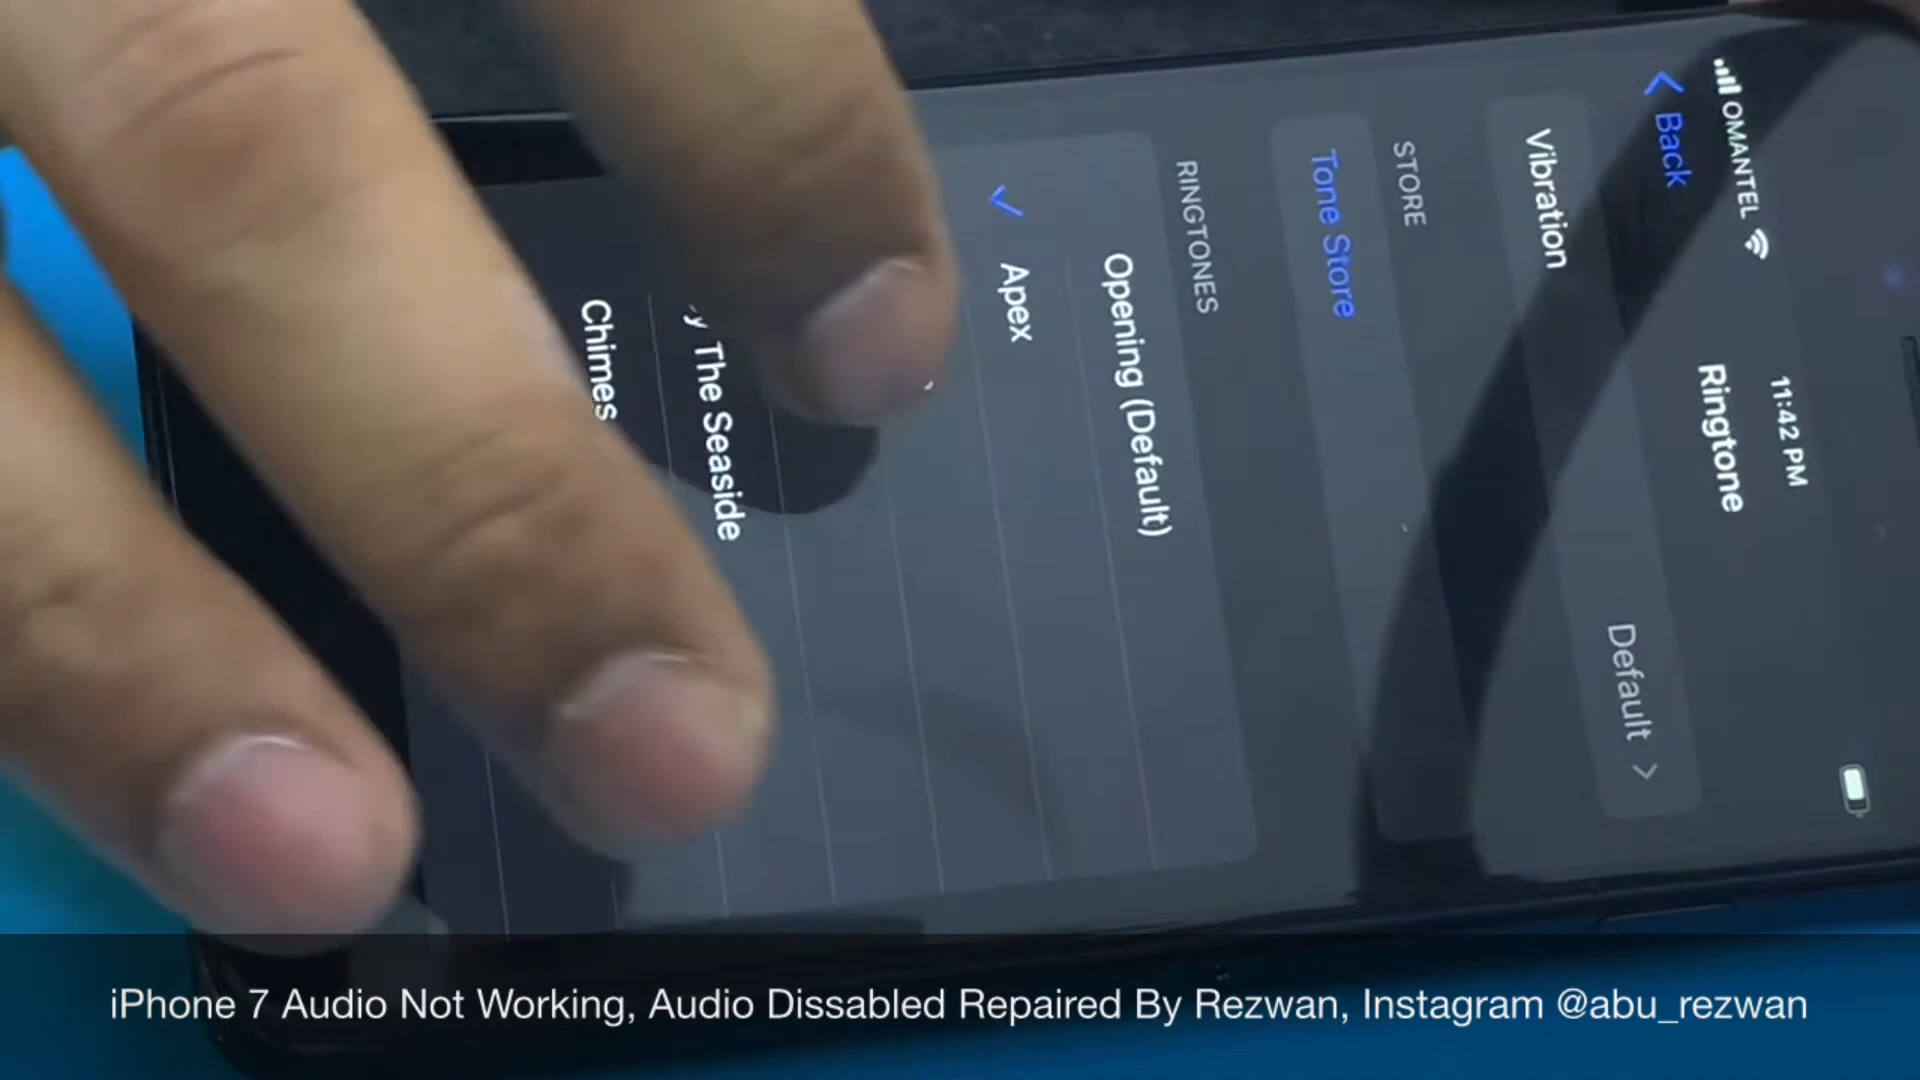 OMANTEL 11:42 PM
Back Ringtone
Vibration Default
STORE
Tone Store
RINGTONES
Opening (Default)
Apex
y The Seaside
Chimes
iPhone 7 Audio Not Working, Audio Dissabled Repaired By Rezwan, Instagram @abu_rezwan